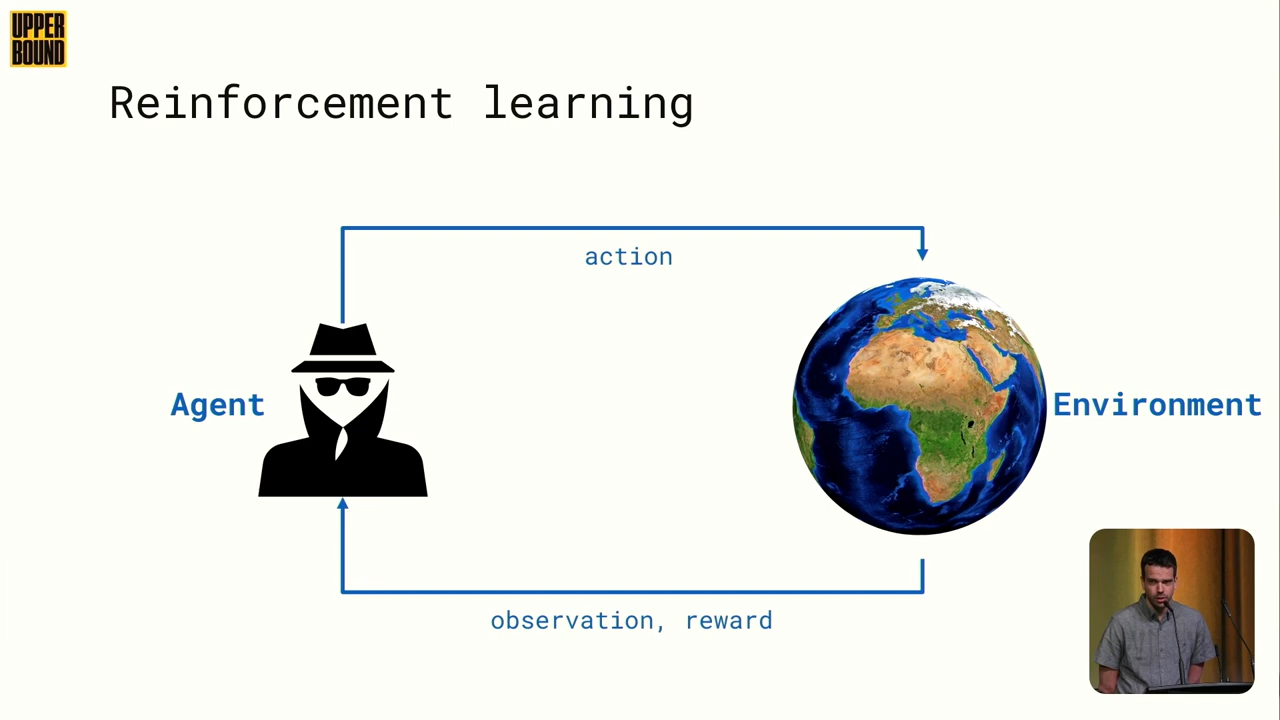 UPPER
BOUND
Reinforcement learning
action
Agent
Environment
observation, reward